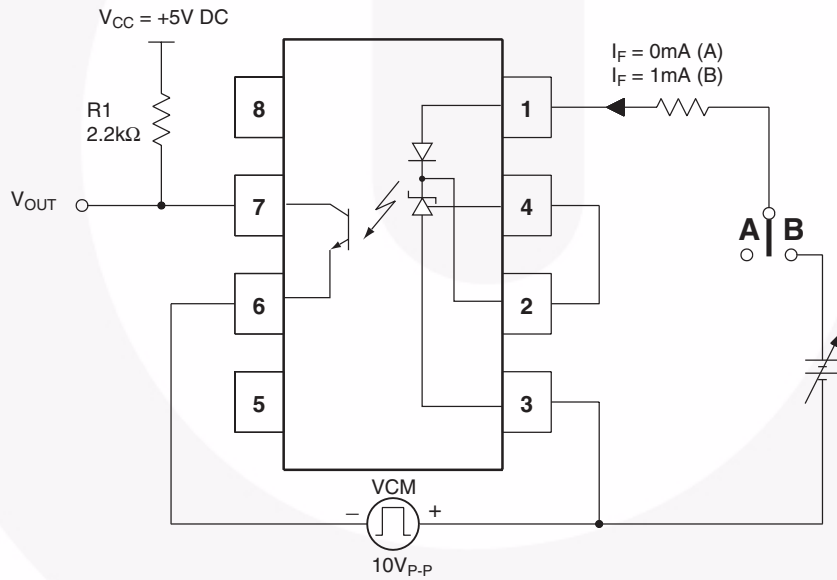 V_CC = +5V DC
R1
2.2kΩ
V_OUT
I_F = 0mA (A)
I_F = 1mA (B)
8
1
7
4
6
2
5
3
A B
VCM
– +
10V_P-P